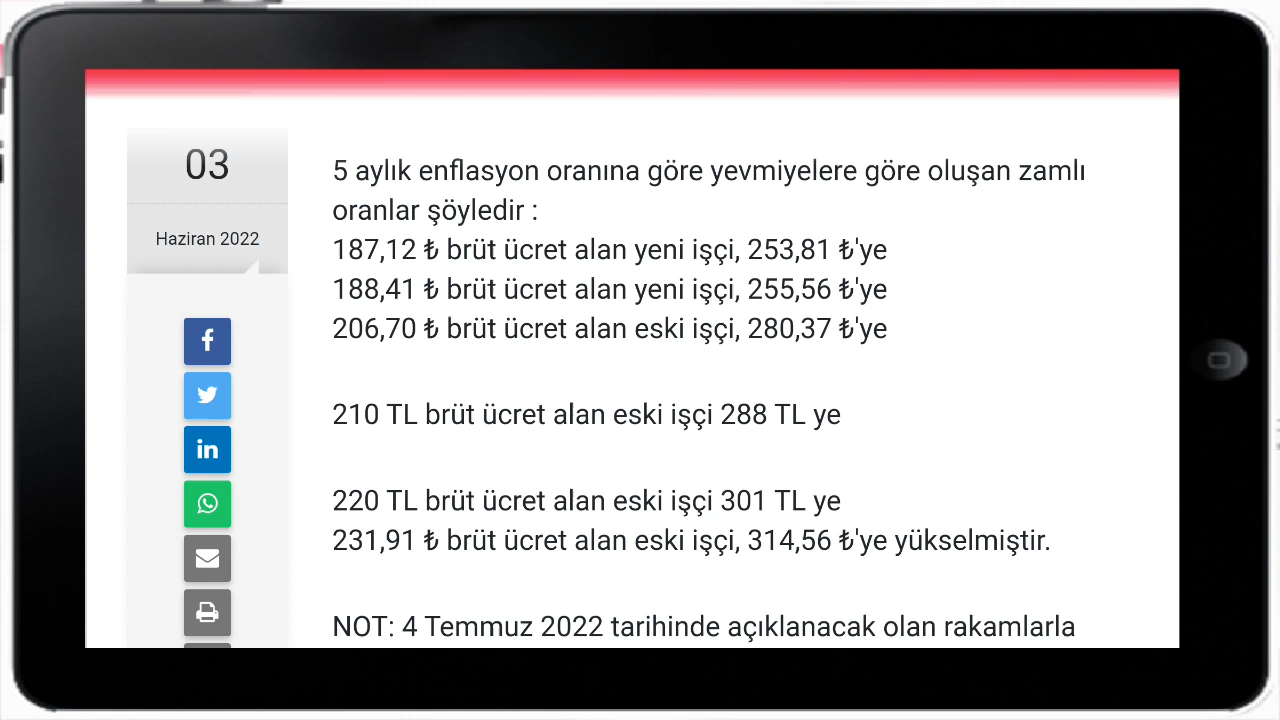 03
Haziran 2022
5 aylık enflasyon oranına göre yevmiyelere göre oluşan zamlı
oranlar şöyledir :
187,12 ₺ brüt ücret alan yeni işçi, 253,81 ₺'ye
188,41 ₺ brüt ücret alan yeni işçi, 255,56 ₺'ye
206,70 ₺ brüt ücret alan eski işçi, 280,37 ₺'ye
210 TL brüt ücret alan eski işçi 288 TL ye
220 TL brüt ücret alan eski işçi 301 TL ye
231,91 ₺ brüt ücret alan eski işçi, 314,56 ₺'ye yükselmiştir.
NOT: 4 Temmuz 2022 tarihinde açıklanacak olan rakamlarla